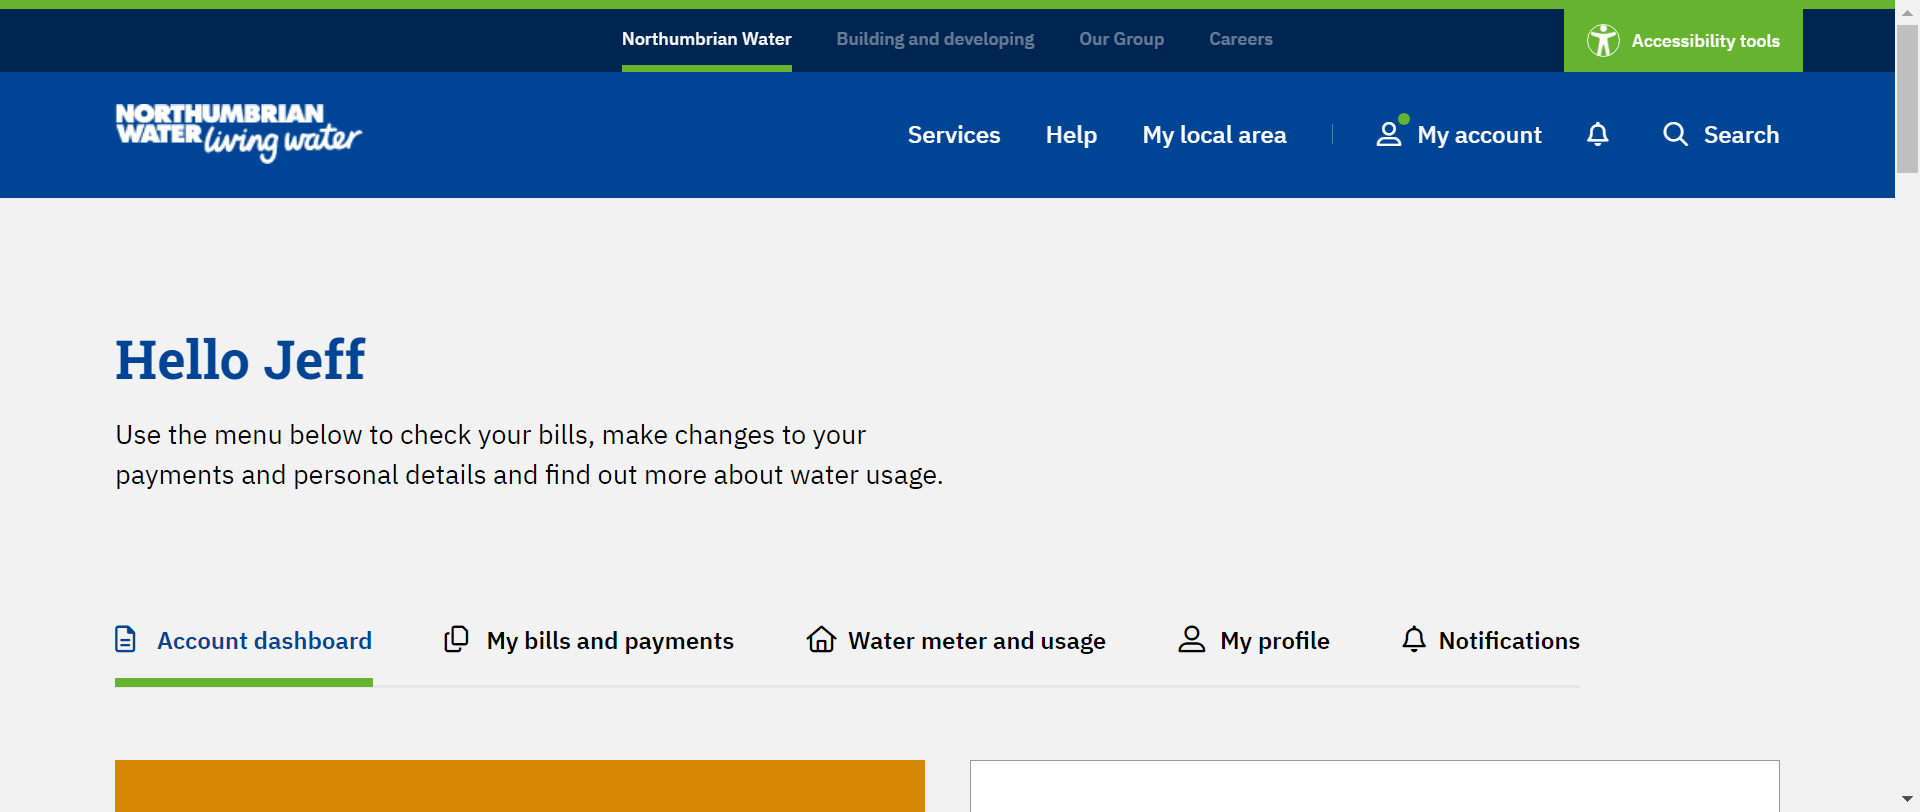 Northumbrian Water
Building and developing
Our Group
Careers
Accessibility tools
NORTHUMBRIAN
WATER living water
Services
Help
My local area
My account
Search
Hello Jeff
Use the menu below to check your bills, make changes to your
payments and personal details and find out more about water usage.
Account dashboard
My bills and payments
Water meter and usage
My profile
Notifications